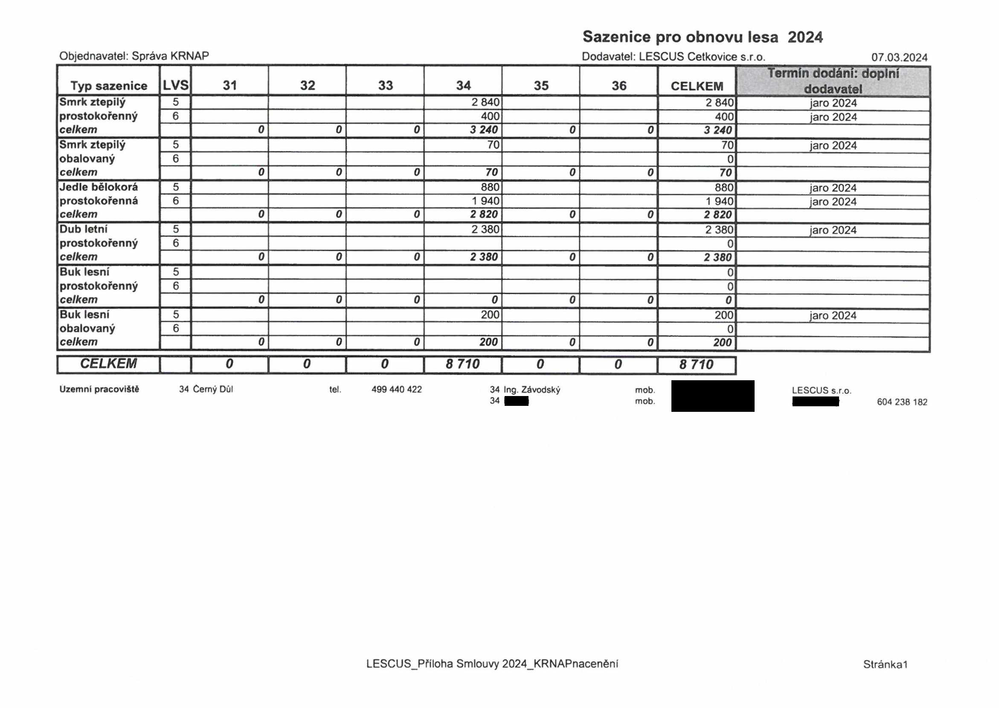 Sazenice pro obnovu lesa 2024
Objednavatel: Správa KRNAP Dodavatel: LESCUS Cetkovice s.r.o. 07.03.2024
Typ sazenice LVS 31 32 33 34 35 36 CELKEM Termín dodání: doplní dodavatel
Smrk ztepilý 5 2 840 2 840 jaro 2024
prostokořenný 6 400 400 jaro 2024
celkem 0 0 0 3 240 0 0 3 240
Smrk ztepilý 5 70 70 jaro 2024
obalovaný 6 0
celkem 0 0 0 70 0 0 70
Jedle bělokorá 5 880 880 jaro 2024
prostokořenná 6 1 940 1 940 jaro 2024
celkem 0 0 0 2 820 0 0 2 820
Dub letní 5 2 380 2 380 jaro 2024
prostokořenný 6 0
celkem 0 0 0 2 380 0 0 2 380
Buk lesní 5 0
prostokořenný 6 0
celkem 0 0 0 0 0 0 0
Buk lesní 5 200 200 jaro 2024
obalovaný 6 0
celkem 0 0 0 200 0 0 200
CELKEM 0 0 0 8 710 0 0 8 710
Uzemní pracoviště 34 Černý Důl tel. 499 440 422 34 Ing. Závodský mob. LESCUS s.r.o.
34 mob. 604 238 182
LESCUS_Příloha Smlouvy 2024_KRNAPnacenění Stránka1